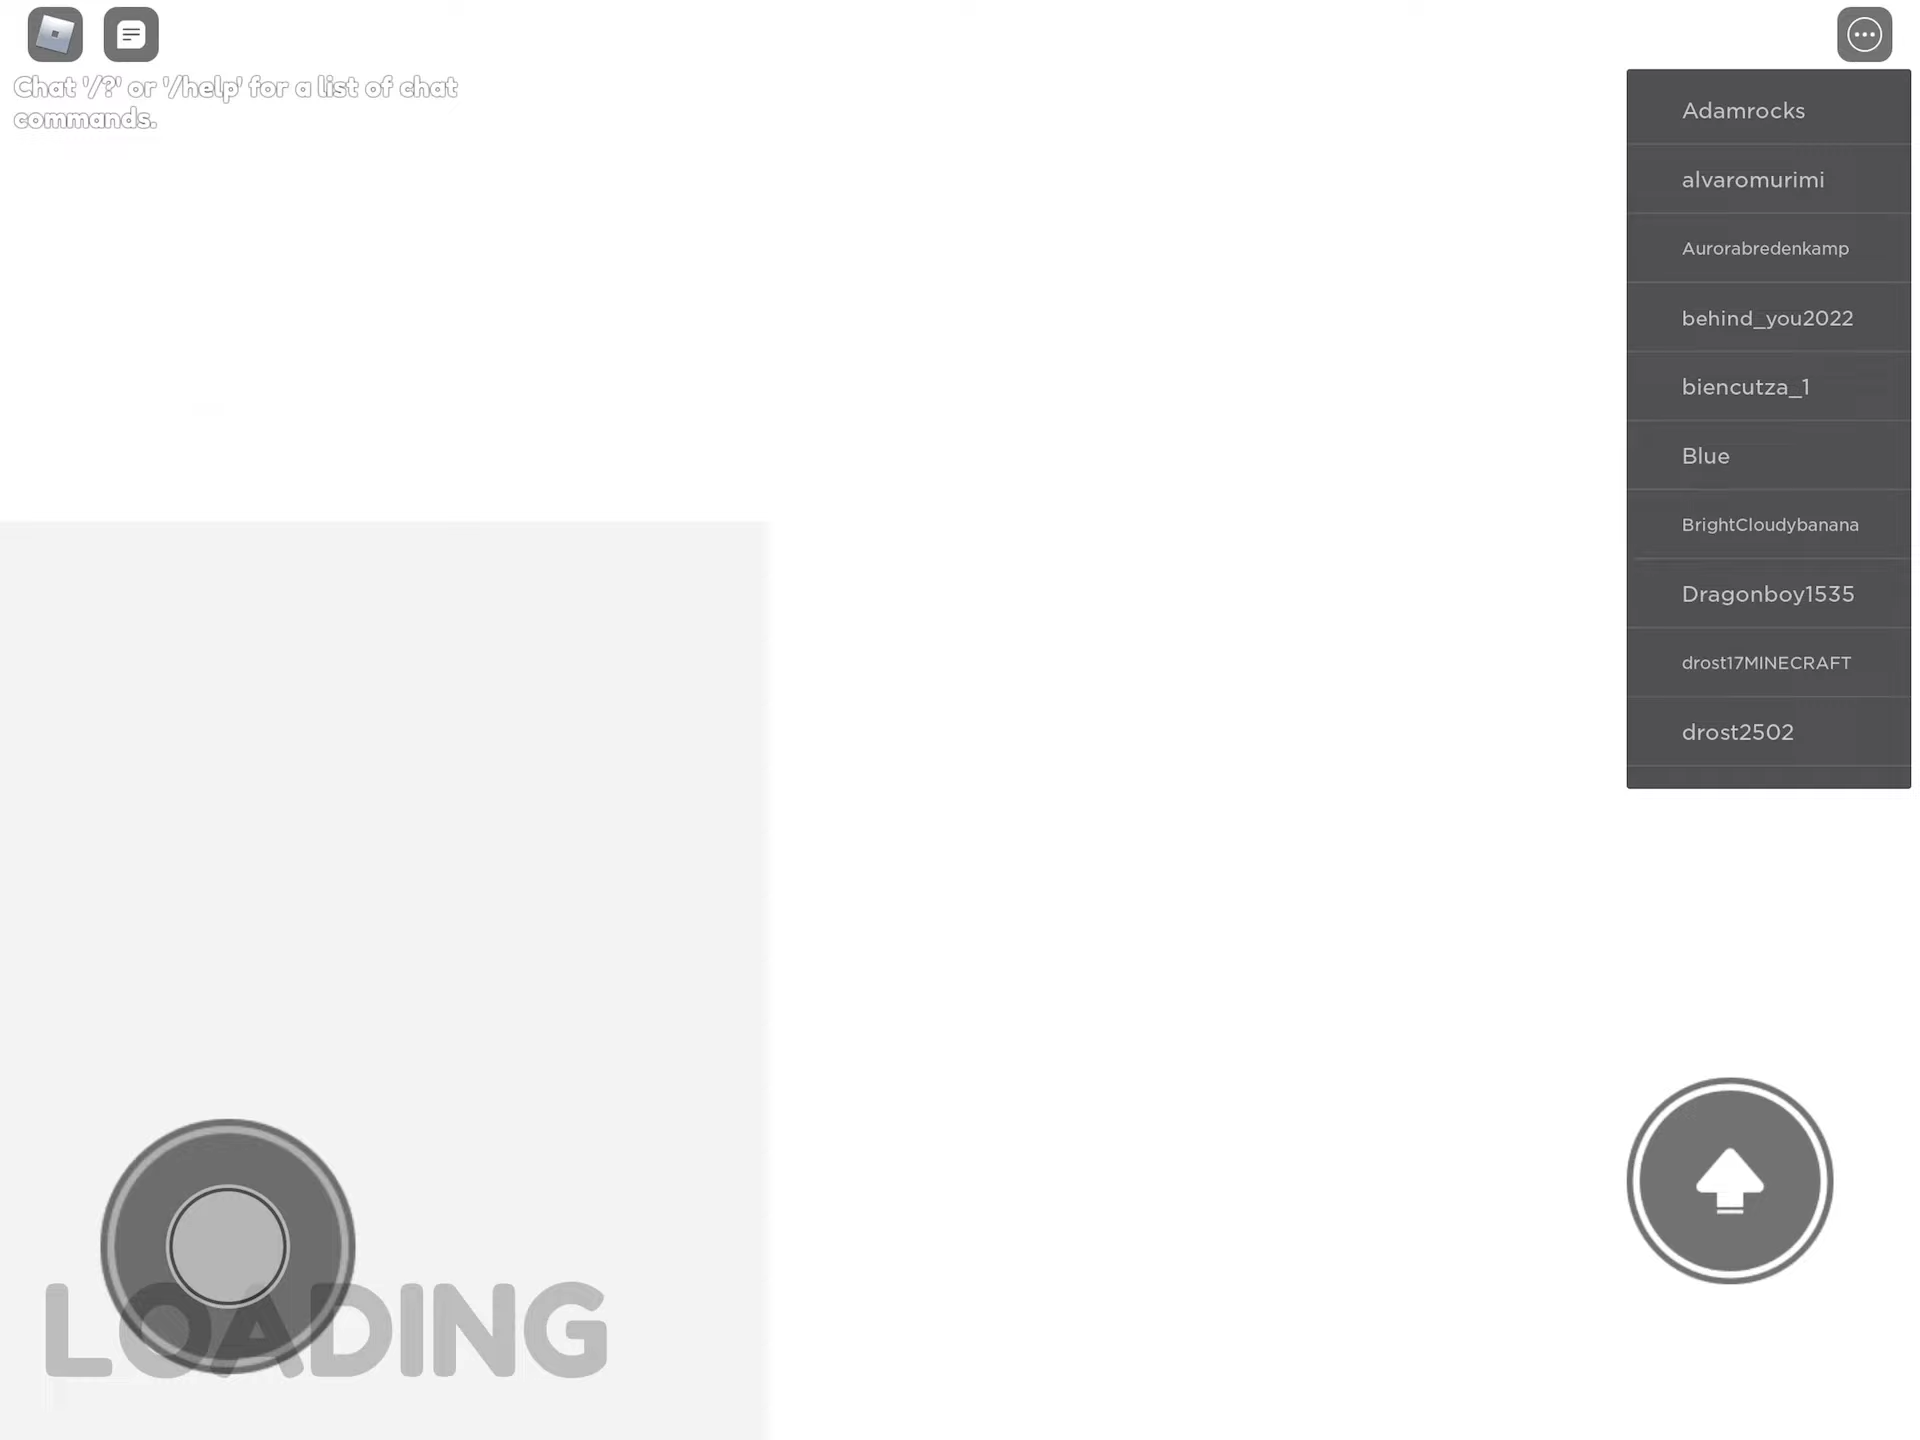 Chat '/?' or '/help' for a list of chat
commands.
Adamrocks
alvaromurimi
Aurorabredenkamp
behind_you2022
biencutza_1
Blue
BrightCloudybanana
Dragonboy1535
drost17MINECRAFT
drost2502
LOADING